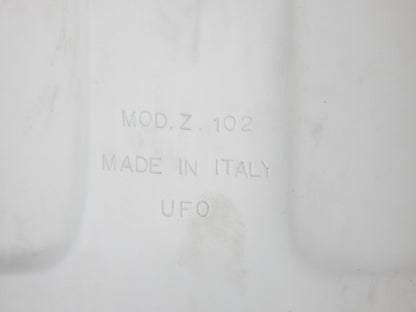 MOD. Z. 102
MADE IN ITALY
UFO